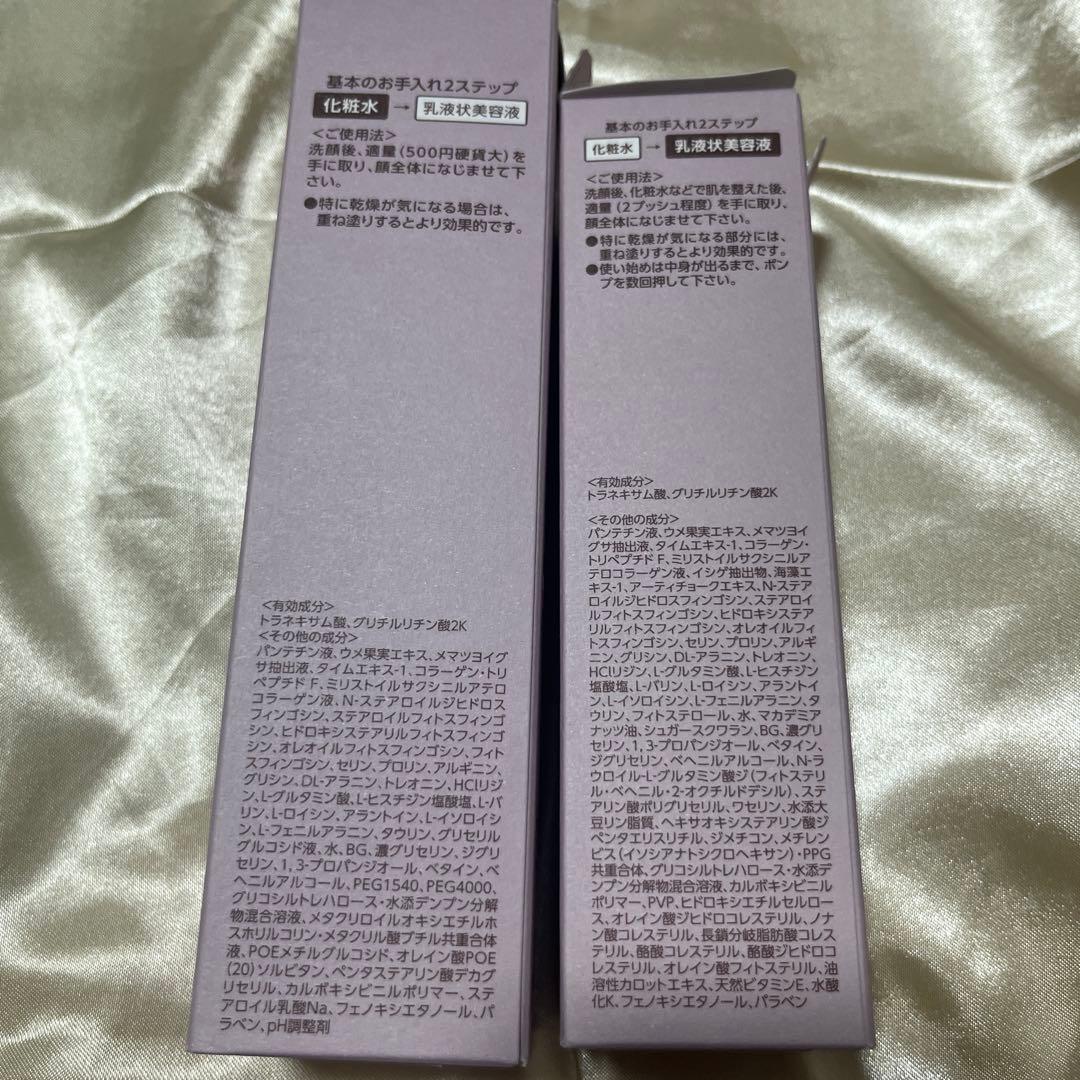 基本のお手入れ2ステップ
化粧水 → 乳液状美容液
<ご使用法>
洗顔後、適量(500円硬貨大)を
手に取り、顔全体になじませて下
さい。
●特に乾燥が気になる場合は、
重ね塗りするとより効果的です。
<有効成分>
トラネキサム酸、グリチルリチン酸2K
<その他の成分>
パンテチン液、ウメ果実エキス、メマツヨイグ
サ抽出液、タイムエキス-1、コラーゲン・トリ
ペプチド F、ミリストイルサクシニルアテロ
コラーゲン液、N-ステアロイルジヒドロス
フィンゴシン、ステアロイルフィトスフィンゴ
シン、ヒドロキシステアリルフィトスフィンゴ
シン、オレオイルフィトスフィンゴシン、フィト
スフィンゴシン、セリン、プロリン、アルギニン、
グリシン、DL-アラニン、トレオニン、HClリジ
ン、L-グルタミン酸、L-ヒスチジン塩酸塩、L-バ
リン、L-ロイシン、アラントイン、L-イソロイシ
ン、L-フェニルアラニン、タウリン、グリセリル
グルコシド液、水、BG、濃グリセリン、ジグリ
セリン、1,3-プロパンジオール、ベタイン、ベ
ヘニルアルコール、PEG1540、PEG4000、
グリコシルトレハロース・水添デンプン分解
物混合溶液、メタクリロイルオキシエチルホ
スホリルコリン・メタクリル酸ブチル共重合体
液、POEメチルグルコシド、オレイン酸POE
(20)ソルビタン、ペンタステアリン酸デカグ
リセリル、カルボキシビニルポリマー、ステ
アロイル乳酸Na、フェノキシエタノール、パ
ラベン、pH調整剤
基本のお手入れ2ステップ
化粧水 → 乳液状美容液
<ご使用法>
洗顔後、化粧水などで肌を整えた後、
適量(2プッシュ程度)を手に取り、
顔全体になじませて下さい。
●特に乾燥が気になる部分には、
重ね塗りするとより効果的です。
●使い始めは中身が出るまで、ポン
プを数回押して下さい。
<有効成分>
トラネキサム酸、グリチルリチン酸2K
<その他の成分>
パンテチン液、ウメ果実エキス、メマツヨイ
グサ抽出液、タイムエキス-1、コラーゲン・
トリペプチド F、ミリストイルサクシニルア
テロコラーゲン液、イシゲ抽出物、海藻エ
キス-1、アーティチョークエキス、N-ステア
ロイルジヒドロスフィンゴシン、ステアロイ
ルフィトスフィンゴシン、ヒドロキシステア
リルフィトスフィンゴシン、オレオイルフィ
トスフィンゴシン、セリン、プロリン、アルギ
ニン、グリシン、DL-アラニン、トレオニン、
HClリジン、L-グルタミン酸、L-ヒスチジン
塩酸塩、L-バリン、L-ロイシン、アラントイ
ン、L-イソロイシン、L-フェニルアラニン、タ
ウリン、フィトステロール、水、マカデミア
ナッツ油、シュガースクワラン、BG、濃グリ
セリン、1,3-プロパンジオール、ベタイン、
ジグリセリン、ベヘニルアルコール、N-ラ
ウロイル-L-グルタミン酸ジ(フィトステリ
ル・ベヘニル・2-オクチルドデシル)、ステ
アリン酸ポリグリセリル、ワセリン、水添大
豆リン脂質、ヘキサオキシステアリン酸ジ
ペンタエリスリチル、ジメチコン、メチレン
ビス(イソシアナトシクロヘキサン)・PPG
共重合体、グリコシルトレハロース・水添
デンプン分解物混合溶液、カルボキシビニル
ポリマー、PVP、ヒドロキシエチルセルロー
ス、オレイン酸ジヒドロコレステリル、ノナ
ン酸コレステリル、長鎖分岐脂肪酸コレス
テリル、酪酸コレステリル、酪酸ジヒドロコ
レステリル、オレイン酸フィトステリル、油
溶性カロットエキス、天然ビタミンE、水酸
化K、フェノキシエタノール、パラベン